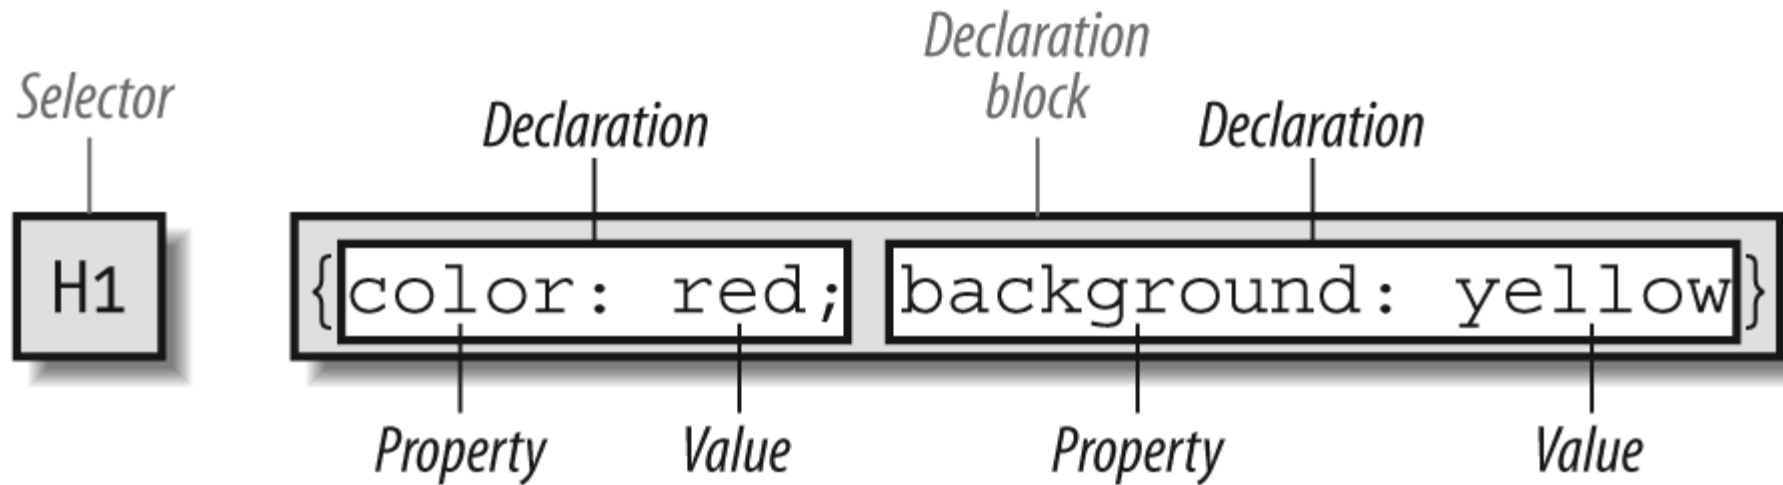 Selector
Declaration
Declaration
block
Declaration
H1
{color: red; background: yellow}
Property
Value
Property
Value